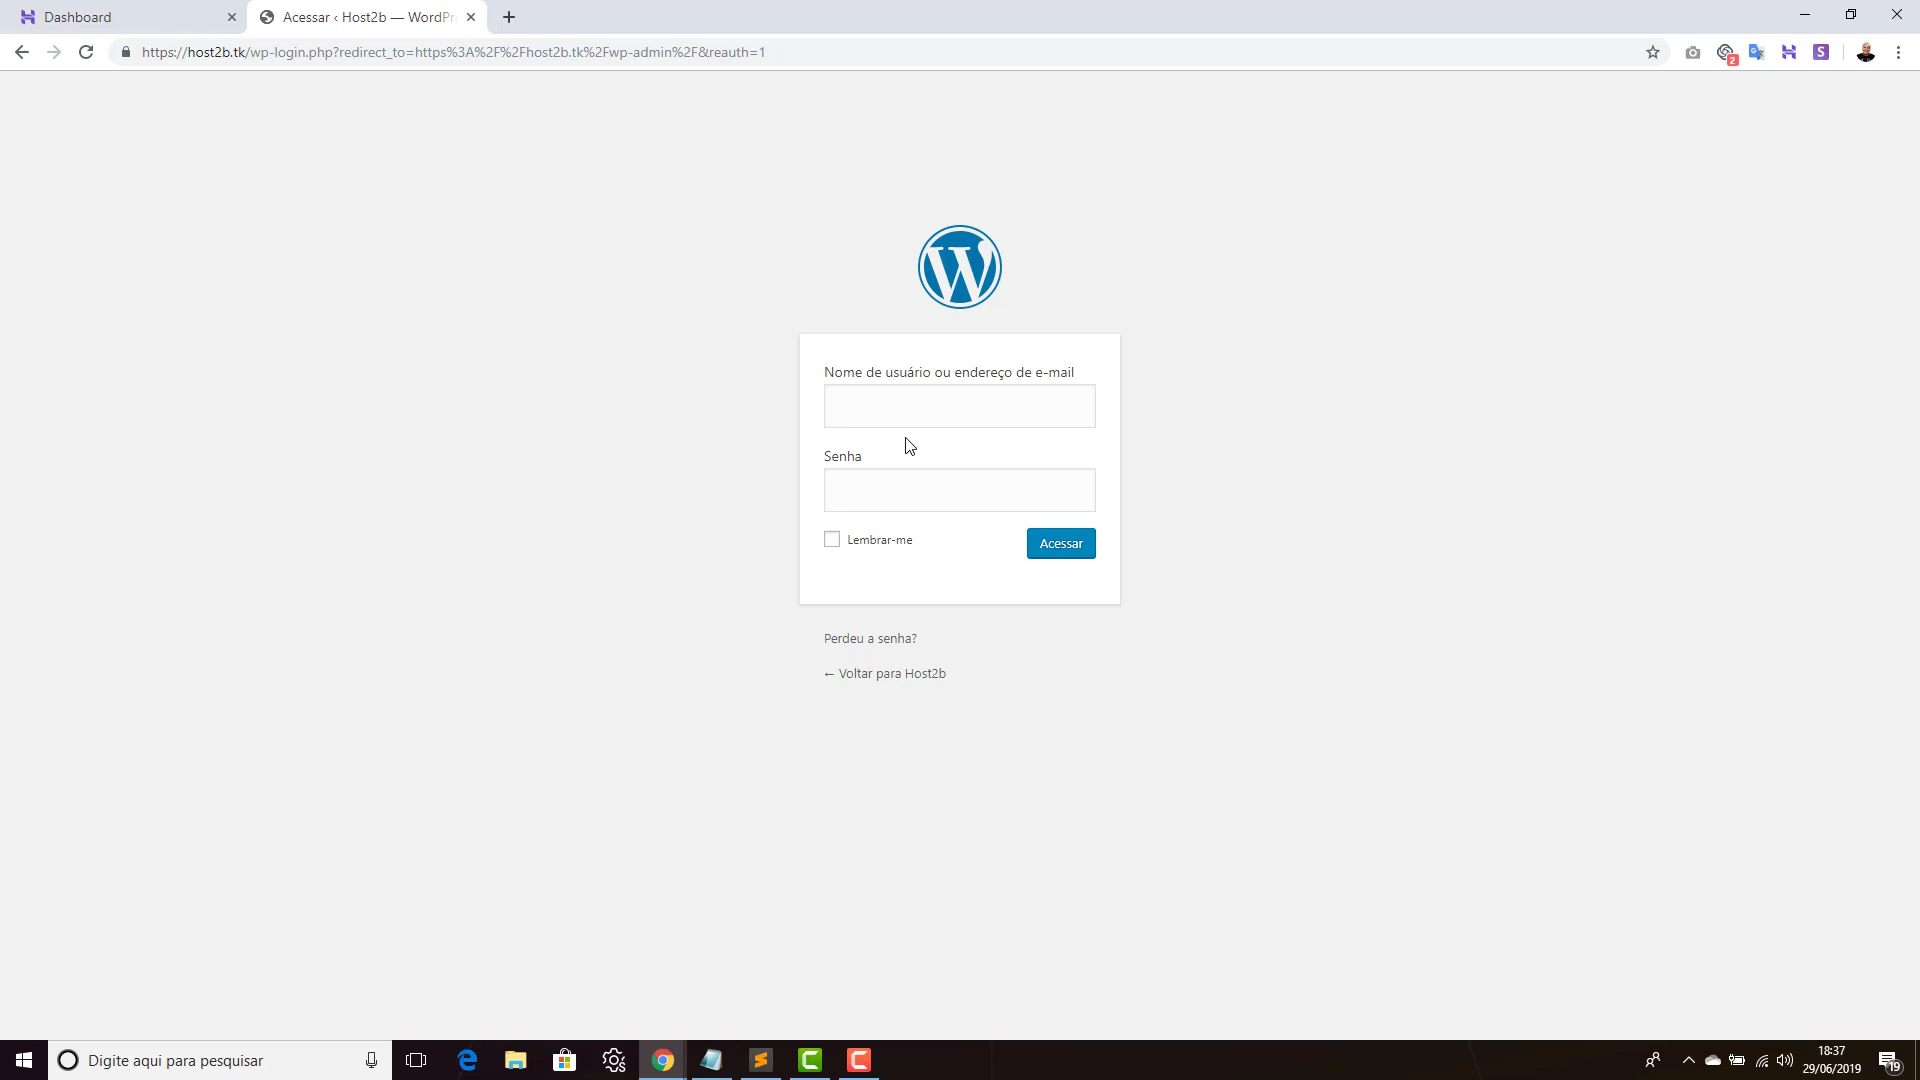 Dashboard
Acessar ‹ Host2b — WordPr
https://host2b.tk/wp-login.php?redirect_to=https%3A%2F%2Fhost2b.tk%2Fwp-admin%2F&reauth=1
2
S
Nome de usuário ou endereço de e-mail
Senha
Lembrar-me
Acessar
Perdeu a senha?
← Voltar para Host2b
Digite aqui para pesquisar
18:37
29/06/2019
19